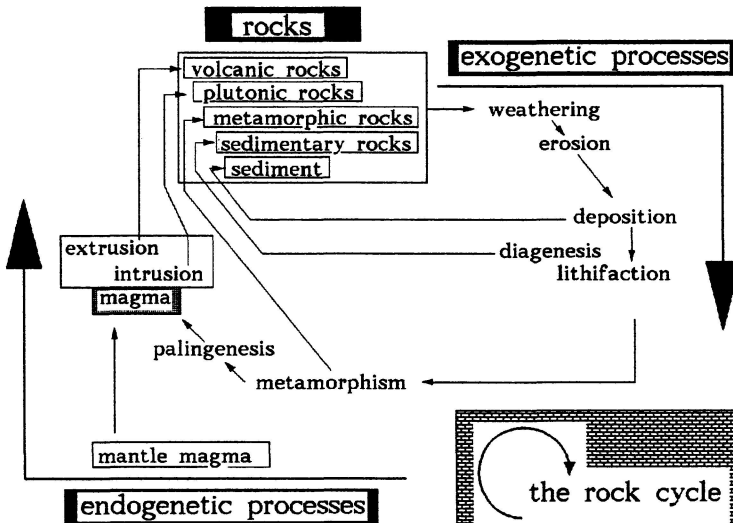 rocks
exogenetic processes
volcanic rocks
plutonic rocks
metamorphic rocks
sedimentary rocks
sediment
weathering
erosion
deposition
diagenesis
lithifaction
extrusion
intrusion
magma
palingenesis
metamorphism
mantle magma
endogenetic processes
the rock cycle